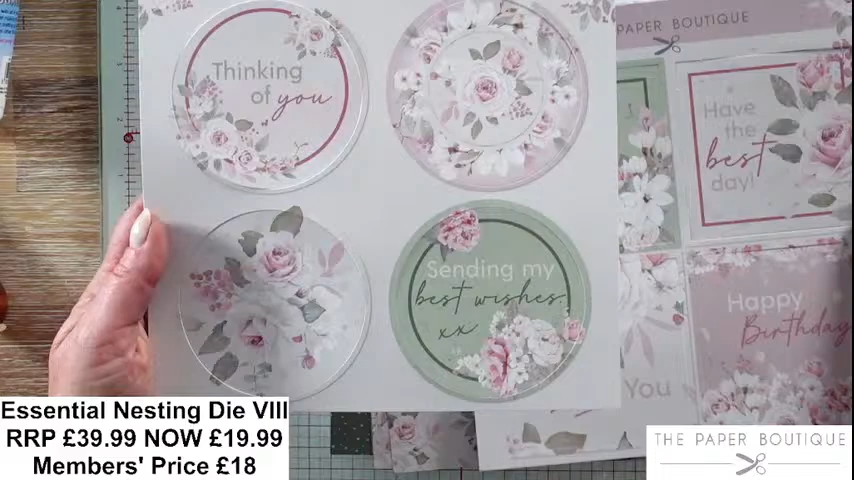 THE PAPER BOUTIQUE
Thinking
of you
Have
the
best
day!
Sending my
best wishes
xx
Happy
Birthday
You
Essential Nesting Die VIII
RRP £39.99 NOW £19.99
Members' Price £18
THE PAPER BOUTIQUE